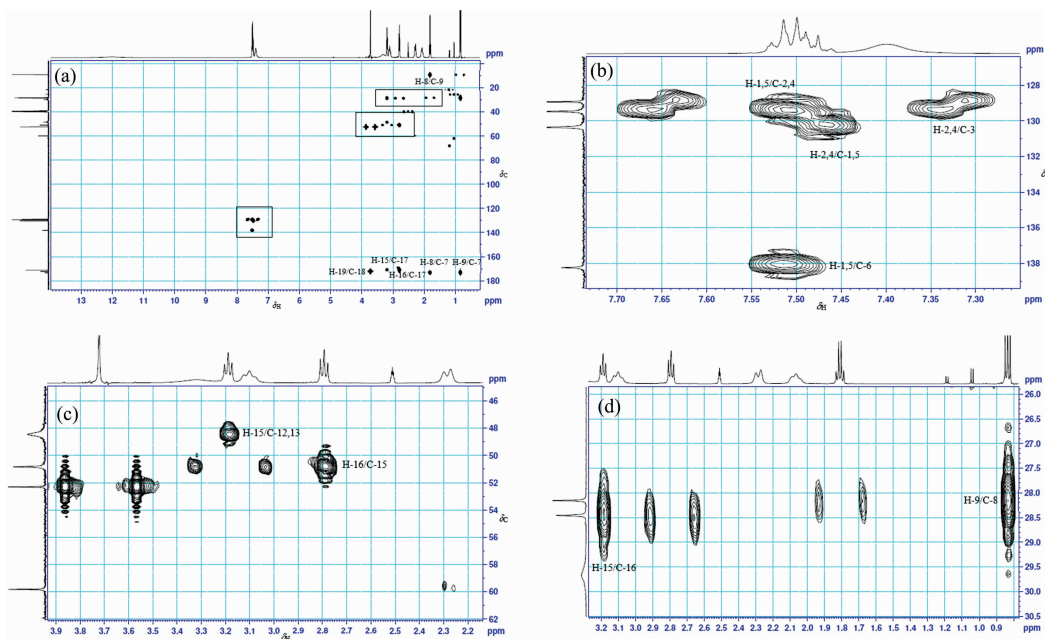 ppm
(a)
H-8/C-9
20
40
60
80
δC
100
120
140
160
H-15/C-17
H-8/C-7
H-9/C-7
H-19/C-18
H-16/C-17
180
13 12 11 10 9 8 7 6 5 4 3 2 1 ppm
δH
ppm
(b)
H-1,5/C-2,4
128
130
H-2,4/C-3
H-2,4/C-1,5
132
134
136
H-1,5/C-6
138
7.70 7.65 7.60 7.55 7.50 7.45 7.40 7.35 7.30 ppm
δH
ppm
(c)
46
48
H-15/C-12,13
50
H-16/C-15
52
54
δC
56
58
60
62
3.9 3.8 3.7 3.6 3.5 3.4 3.3 3.2 3.1 3.0 2.9 2.8 2.7 2.6 2.5 2.4 2.3 2.2 ppm
δH
ppm
(d)
26.0
26.5
27.0
27.5
28.0
H-9/C-8
28.5
29.0
H-15/C-16
29.5
30.0
30.5
3.2 3.1 3.0 2.9 2.8 2.7 2.6 2.5 2.4 2.3 2.2 2.1 2.0 1.9 1.8 1.7 1.6 1.5 1.4 1.3 1.2 1.1 1.0 0.9 ppm
δH